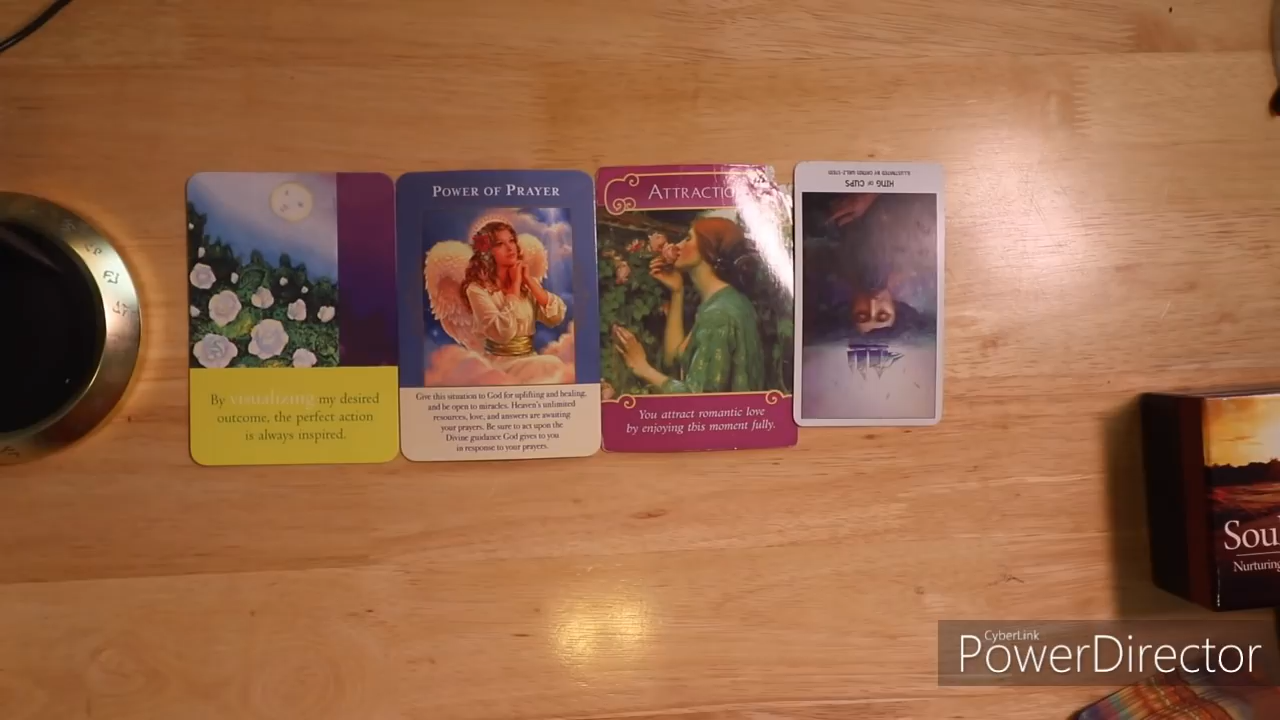 By visualizing my desired
outcome, the perfect action
is always inspired.
POWER OF PRAYER
Give this situation to God for uplifting and healing,
and be open to miracles. Heaven's unlimited
resources, love, and answers are awaiting
your prayers. Be sure to act upon the
Divine guidance God gives to you
in response to your prayers.
ATTRACTIO
You attract romantic love
by enjoying this moment fully.
KING OF CUPS
Sou
Nurturing
CyberLink
PowerDirector